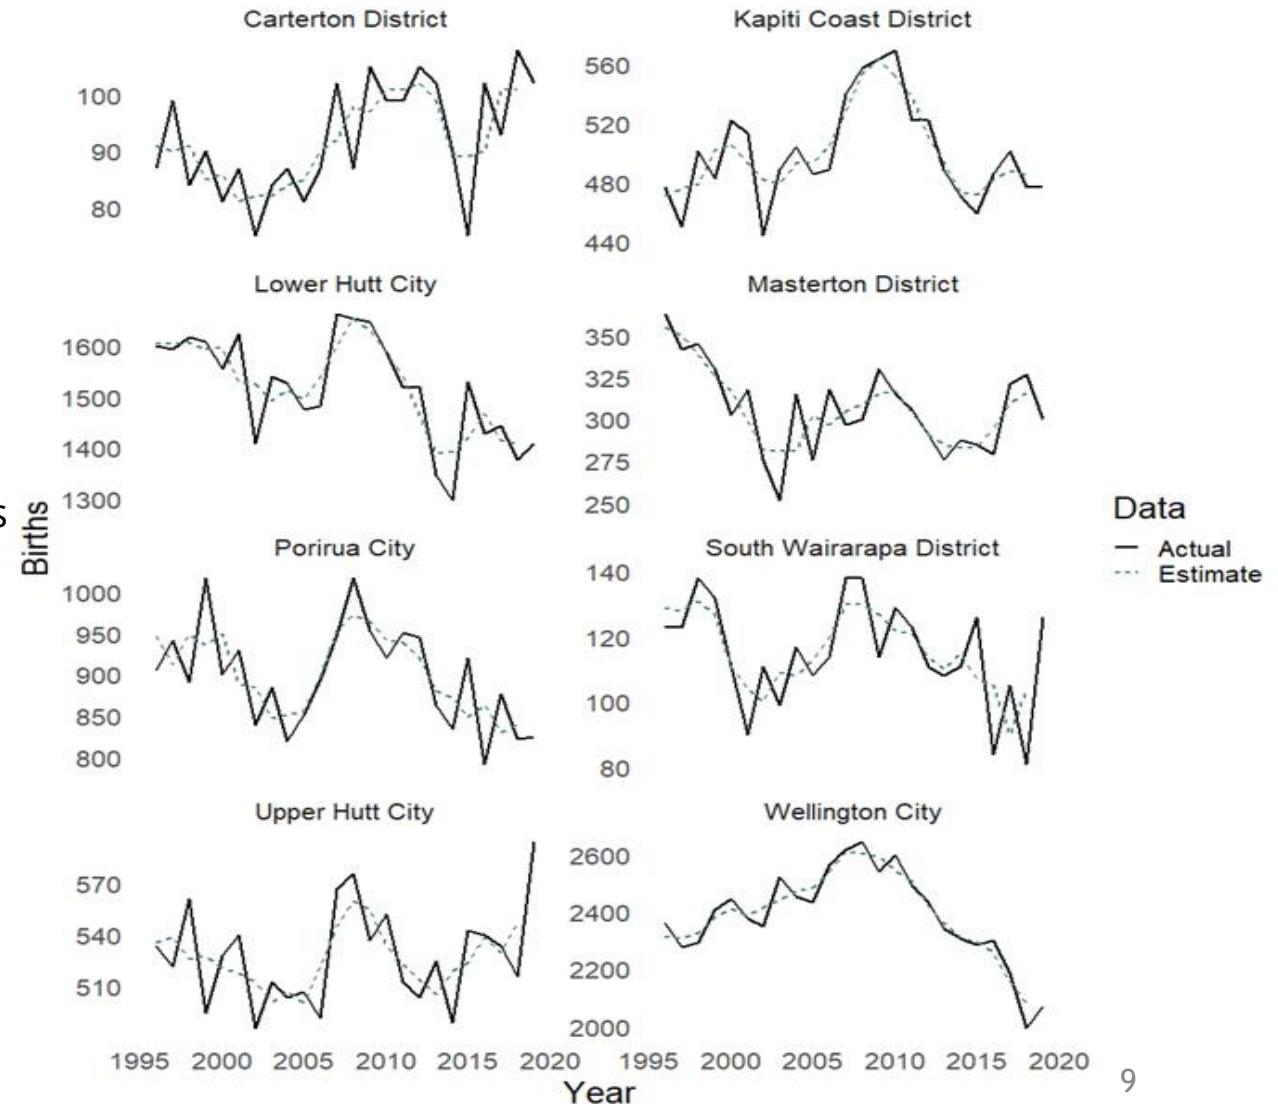 Carterton District
Kapiti Coast District
100
90
80
560
520
480
440
Lower Hutt City
Masterton District
1600
1500
1400
1300
350
325
300
275
250
s
Births
Data
Actual
Estimate
Porirua City
South Wairarapa District
1000
950
900
850
800
140
120
100
80
Upper Hutt City
Wellington City
570
540
510
2600
2400
2200
2000
1995 2000 2005 2010 2015 2020 1995 2000 2005 2010 2015 2020
Year
9